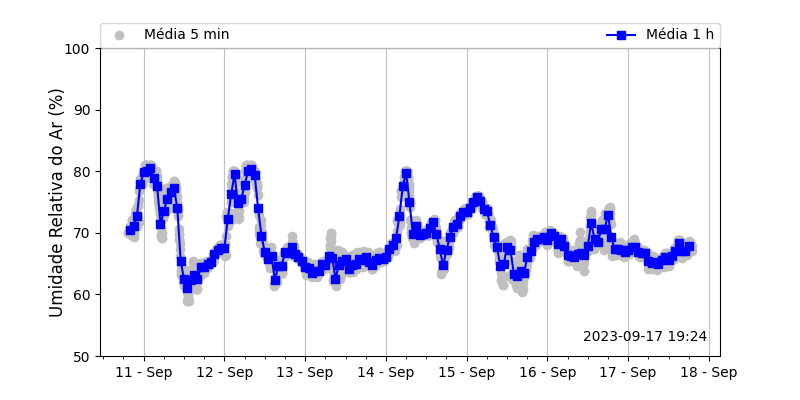 Média 5 min
Média 1 h
Umidade Relativa do Ar (%)
100
90
80
70
60
50
2023-09-17 19:24
11 - Sep
12 - Sep
13 - Sep
14 - Sep
15 - Sep
16 - Sep
17 - Sep
18 - Sep